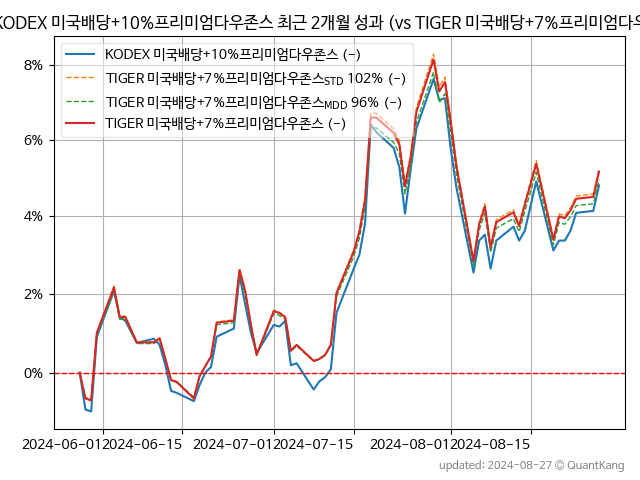 KODEX 미국배당+10%프리미엄다우존스 최근 2개월 성과 (vs TIGER 미국배당+7%프리미엄다우
KODEX 미국배당+10%프리미엄다우존스 (-)
TIGER 미국배당+7%프리미엄다우존스STD 102% (-)
TIGER 미국배당+7%프리미엄다우존스MDD 96% (-)
TIGER 미국배당+7%프리미엄다우존스 (-)
8%
6%
4%
2%
0%
2024-06-01 2024-06-15 2024-07-01 2024-07-15 2024-08-01 2024-08-15
updated: 2024-08-27 © QuantKang